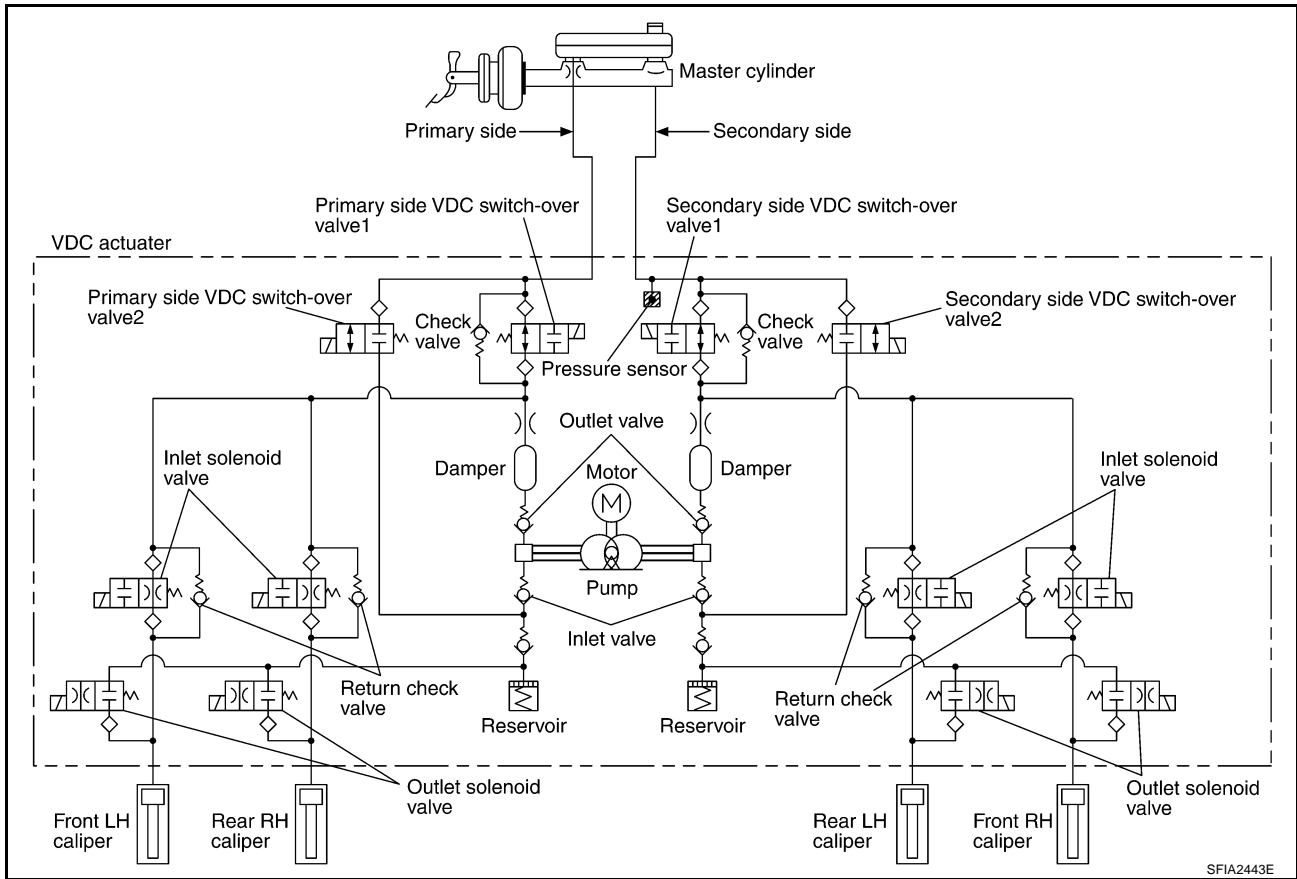 Master cylinder
Primary side
Secondary side
Primary side VDC switch-over
valve1
Secondary side VDC switch-over
valve1
VDC actuater
Primary side VDC switch-over
valve2
Check
valve
Check
valve
Secondary side VDC switch-over
valve2
Pressure sensor
Outlet valve
Inlet solenoid
valve
Damper
Motor
M
Damper
Inlet solenoid
valve
Pump
Inlet valve
Return check
valve
Reservoir
Reservoir
Return check
valve
Outlet solenoid
valve
Outlet solenoid
valve
Front LH
caliper
Rear RH
caliper
Rear LH
caliper
Front RH
caliper
SFIA2443E